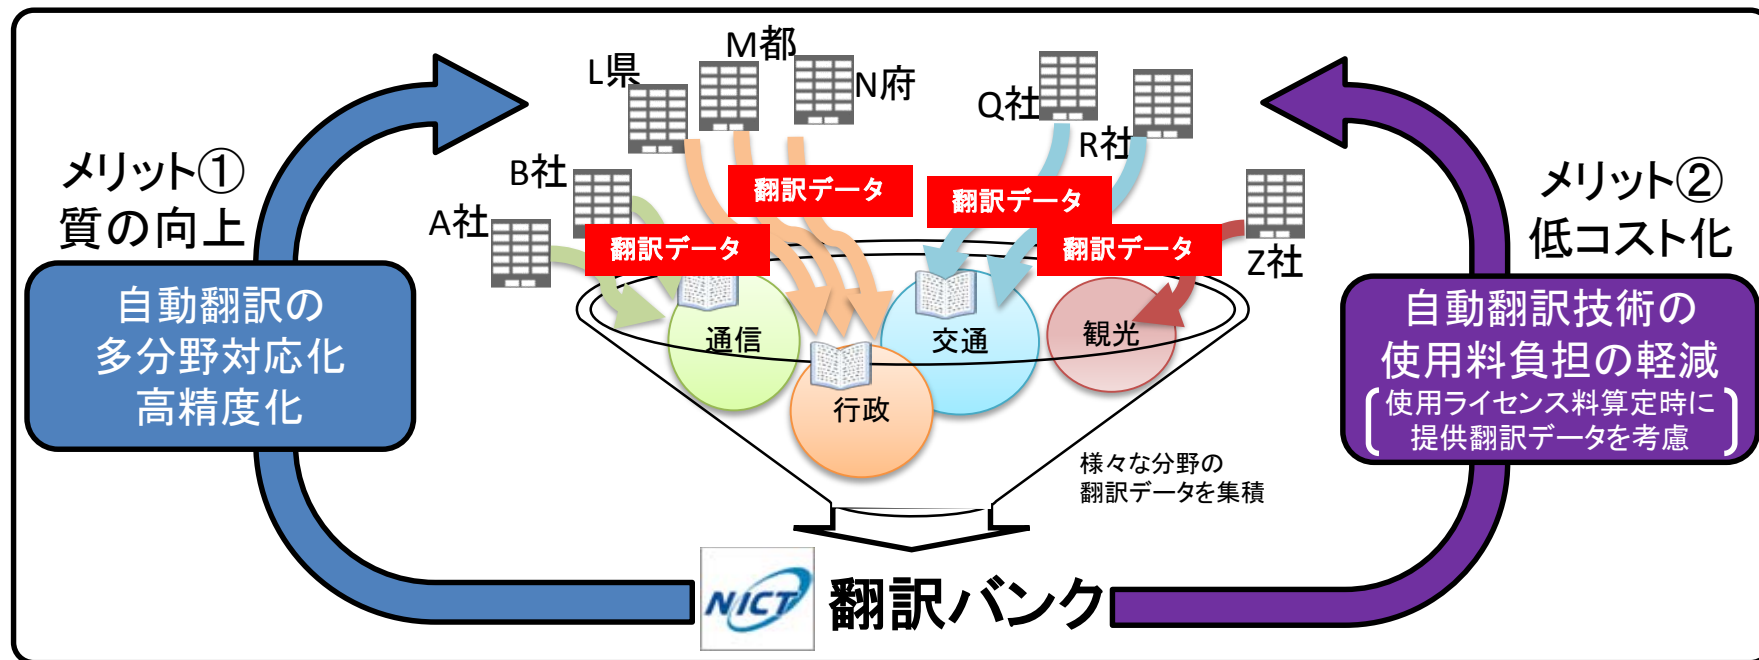 メリット①
質の向上
自動翻訳の
多分野対応化
高精度化
A社
B社
L県
M都
N府
Q社
R社
Z社
翻訳データ
翻訳データ
翻訳データ
翻訳データ
通信
行政
交通
観光
様々な分野の
翻訳データを集積
メリット②
低コスト化
自動翻訳技術の
使用料負担の軽減
使用ライセンス料算定時に
提供翻訳データを考慮
NICT
翻訳バンク